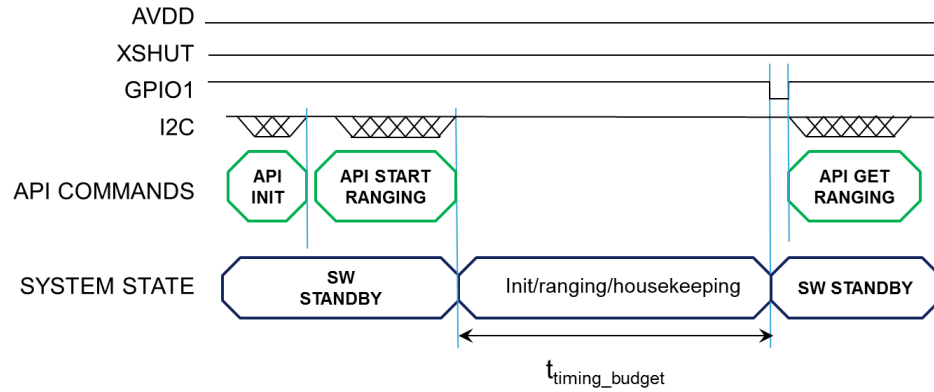 AVDD
XSHUT
GPIO1
I2C
API COMMANDS
API
INIT
API START
RANGING
API GET
RANGING
SYSTEM STATE
SW
STANDBY
Init/ranging/housekeeping
SW STANDBY
ttiming_budget